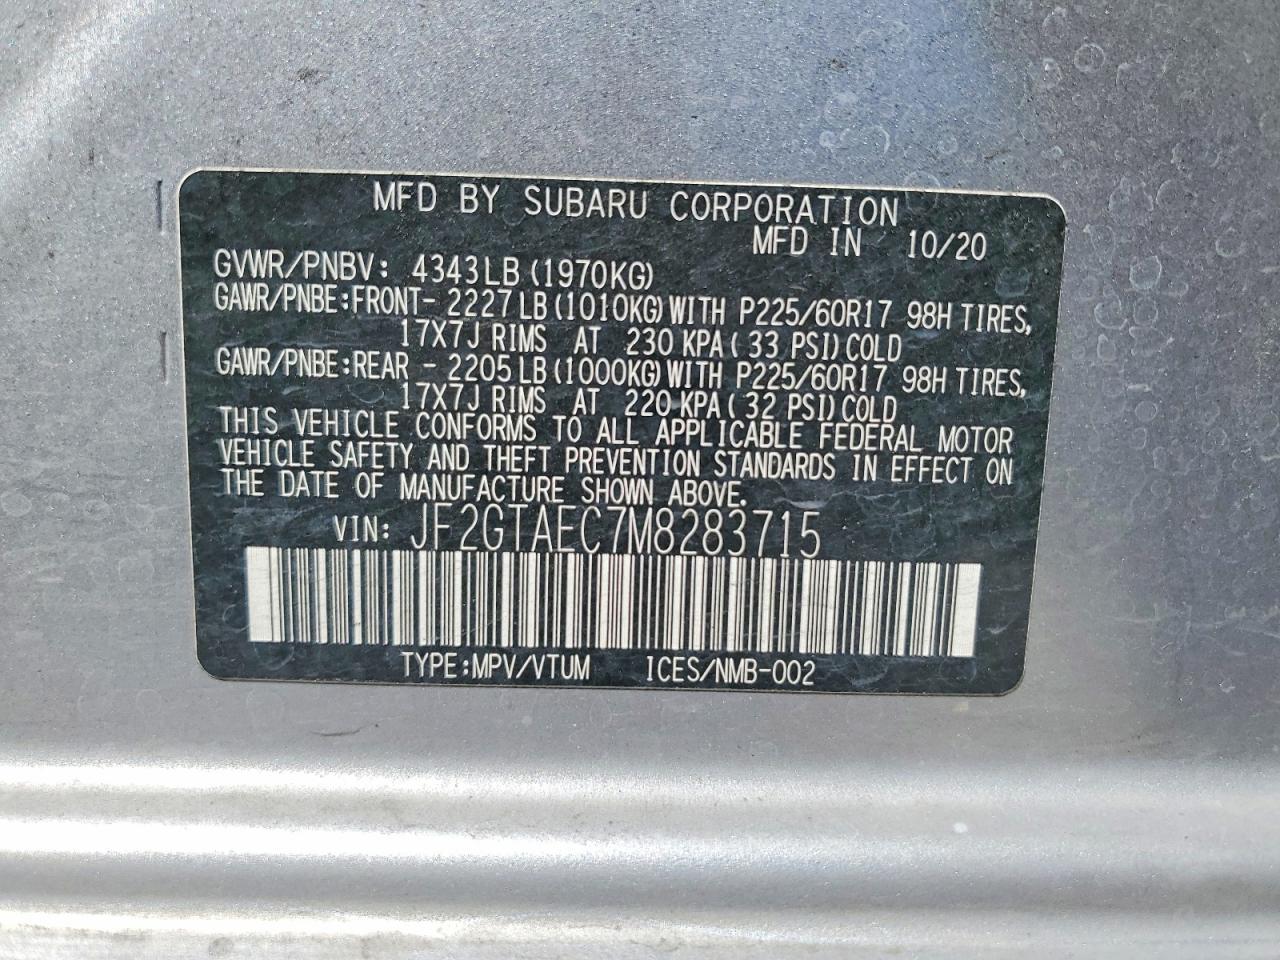 MFD BY SUBARU CORPORATION
MFD IN 10/20
GVWR/PNBV: 4343LB(1970KG)
GAWR/PNBE:FRONT- 2227LB(1010KG)WITH P225/60R17 98H TIRES,
17X7J RIMS AT 230 KPA(33 PSI)COLD
GAWR/PNBE:REAR - 2205LB(1000KG)WITH P225/60R17 98H TIRES,
17X7J RIMS AT 220 KPA(32 PSI)COLD
THIS VEHICLE CONFORMS TO ALL APPLICABLE FEDERAL MOTOR
VEHICLE SAFETY AND THEFT PREVENTION STANDARDS IN EFFECT ON
THE DATE OF MANUFACTURE SHOWN ABOVE.
VIN: JF2GTAEC7M8283715
TYPE:MPV/VTUM ICES/NMB-002